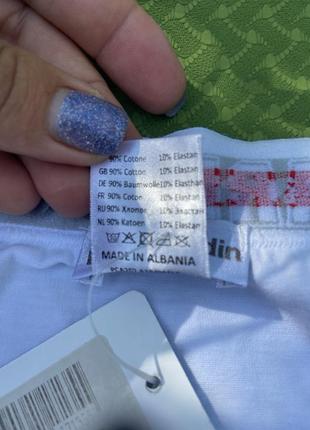 90% Cotone 10% Elastan
GB 90% Cotton 10% Elastan
DE 90% Baumwolle 10% Elasthan
FR 90% Coton 10% Elastan
RU 90% Хлопок 10% Эластан
NL 90% Katoen 10% Elastan
din
MADE IN ALBANIA